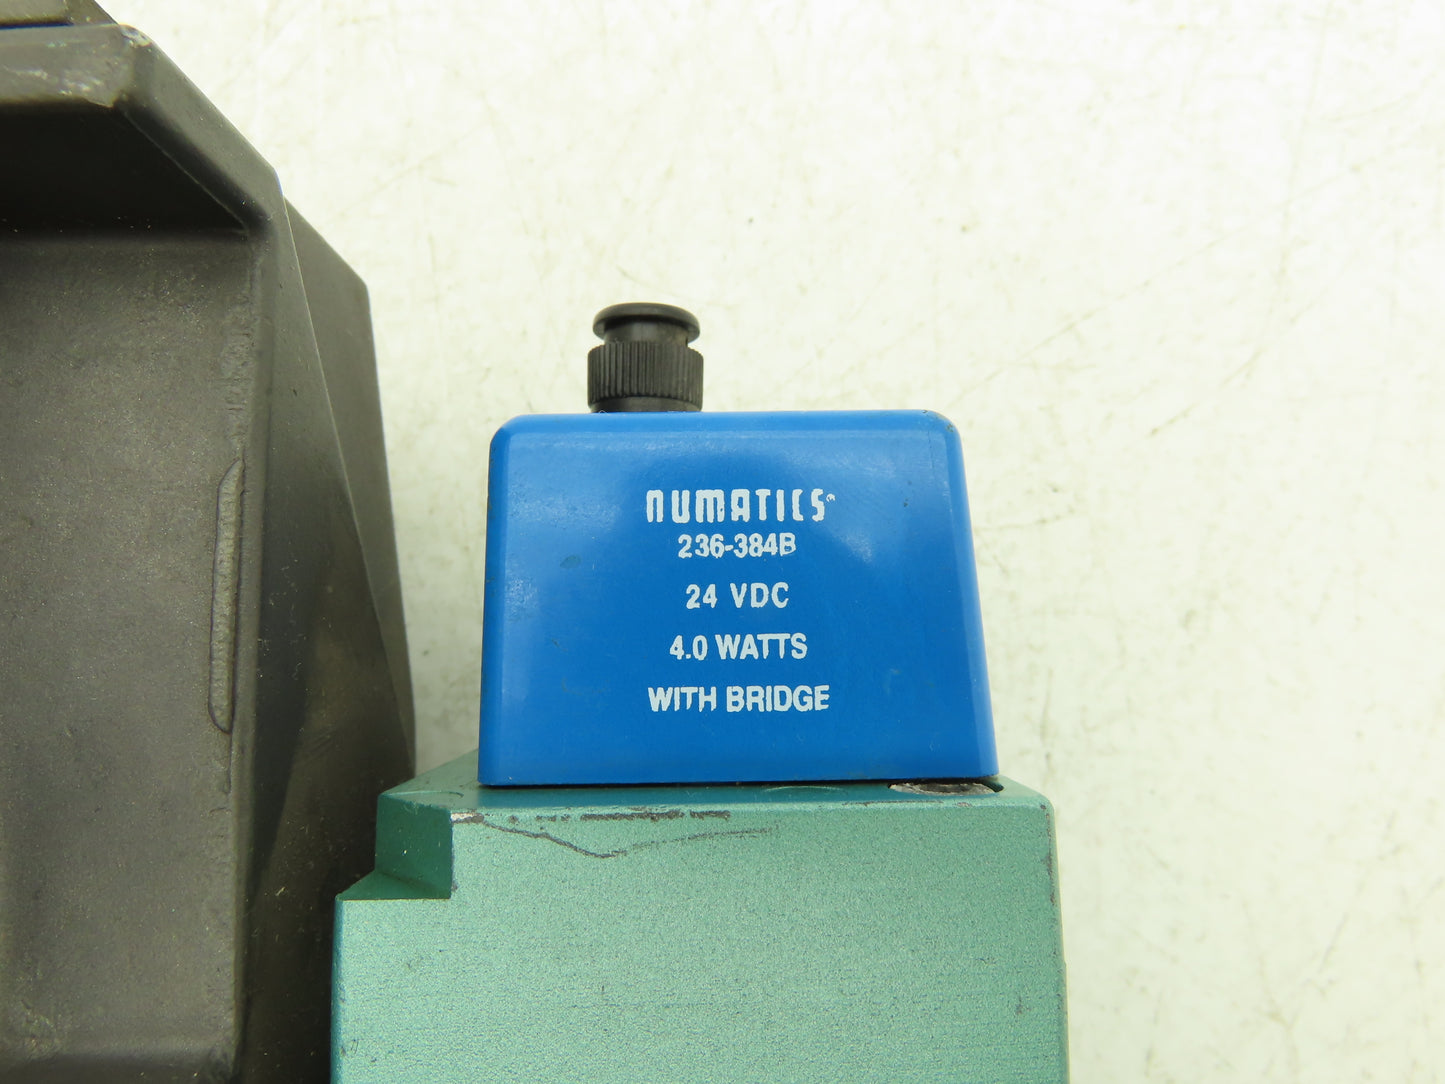 NUMATICS
236-384B
24 VDC
4.0 WATTS
WITH BRIDGE